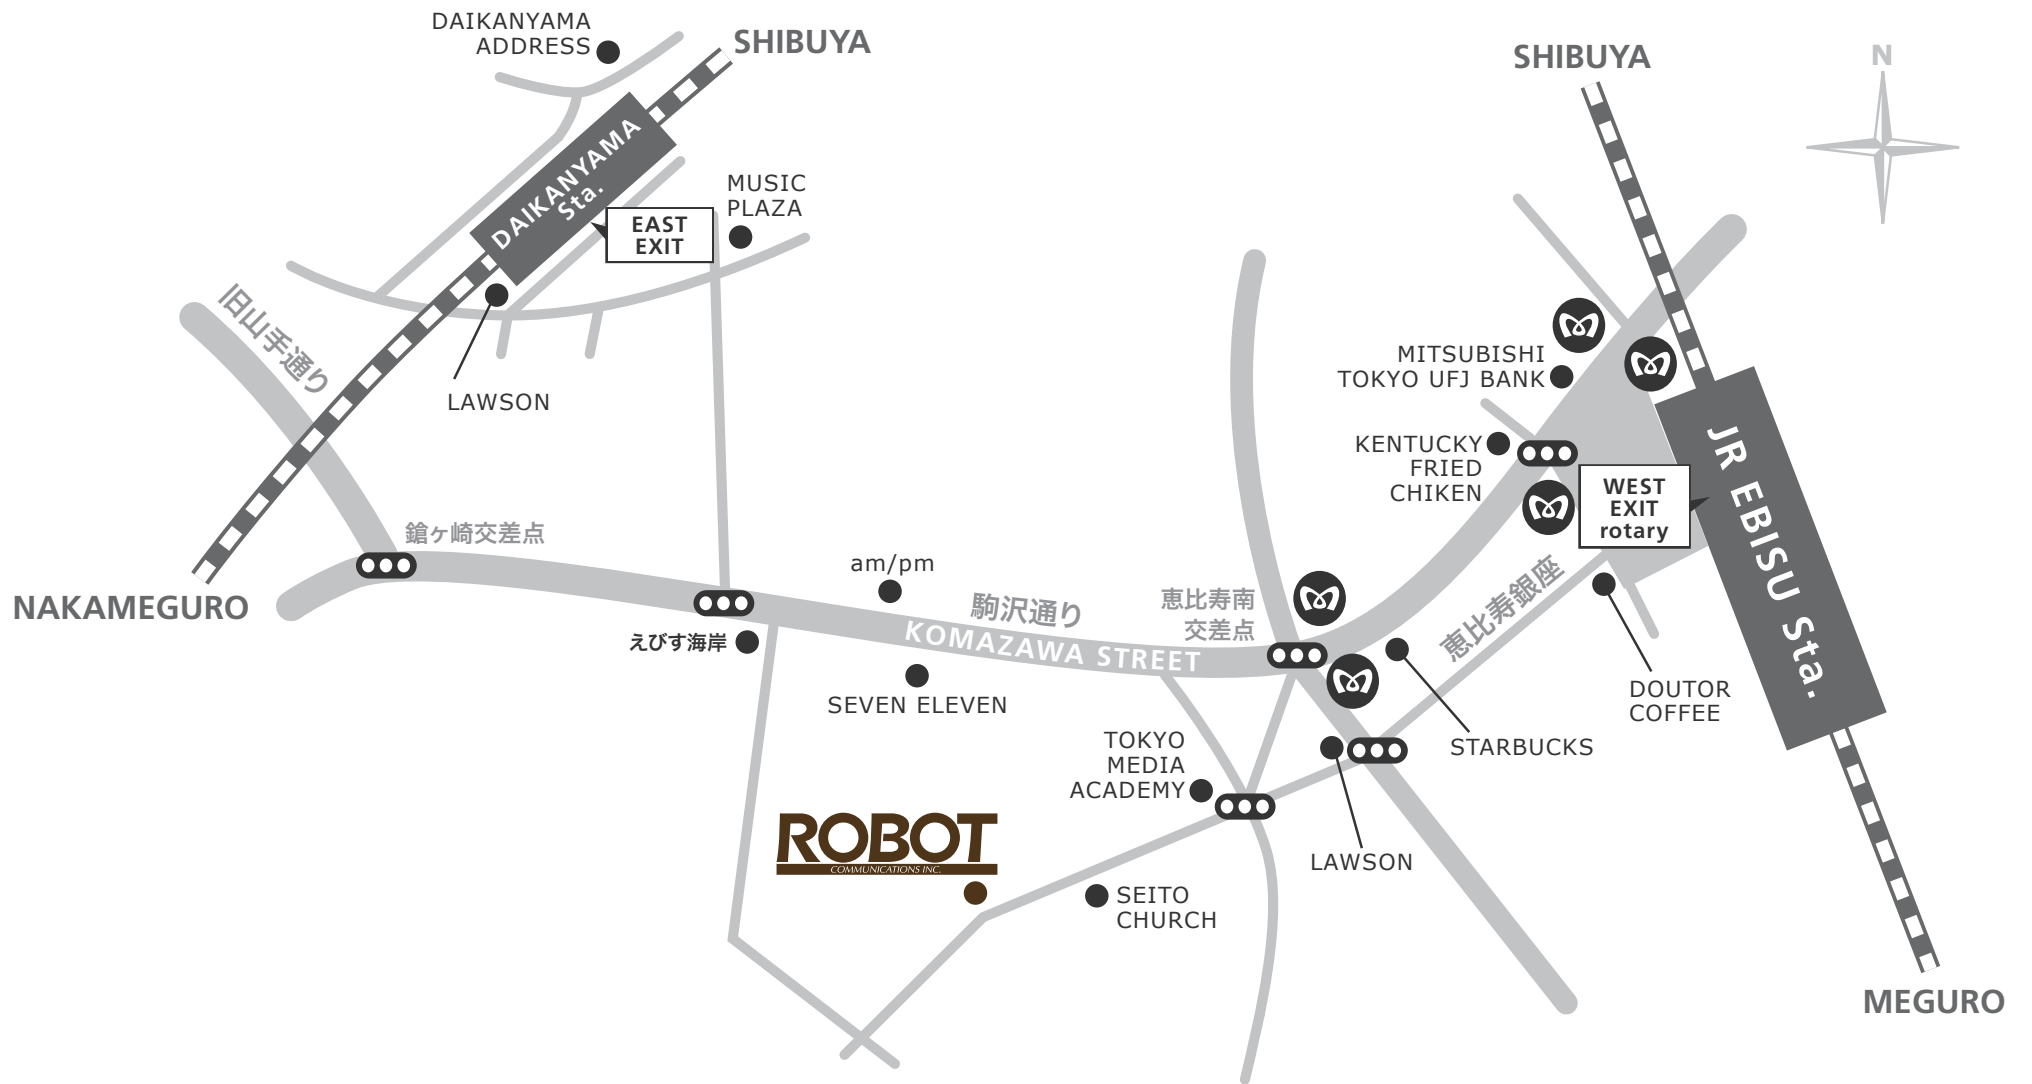 DAIKANYAMA
ADDRESS
SHIBUYA
SHIBUYA
N
DAIKANYAMA
Sta.
MUSIC
PLAZA
EAST
EXIT
旧山手通り
LAWSON
MITSUBISHI
TOKYO UFJ BANK
KENTUCKY
FRIED
CHIKEN
WEST
EXIT
rotary
JR EBISU Sta.
鎗ヶ崎交差点
NAKAMEGURO
am/pm
駒沢通り
KOMAZAWA STREET
恵比寿南
交差点
恵比寿銀座
えびす海岸
SEVEN ELEVEN
DOUTOR
COFFEE
STARBUCKS
TOKYO
MEDIA
ACADEMY
ROBOT
COMMUNICATIONS INC.
LAWSON
SEITO
CHURCH
MEGURO